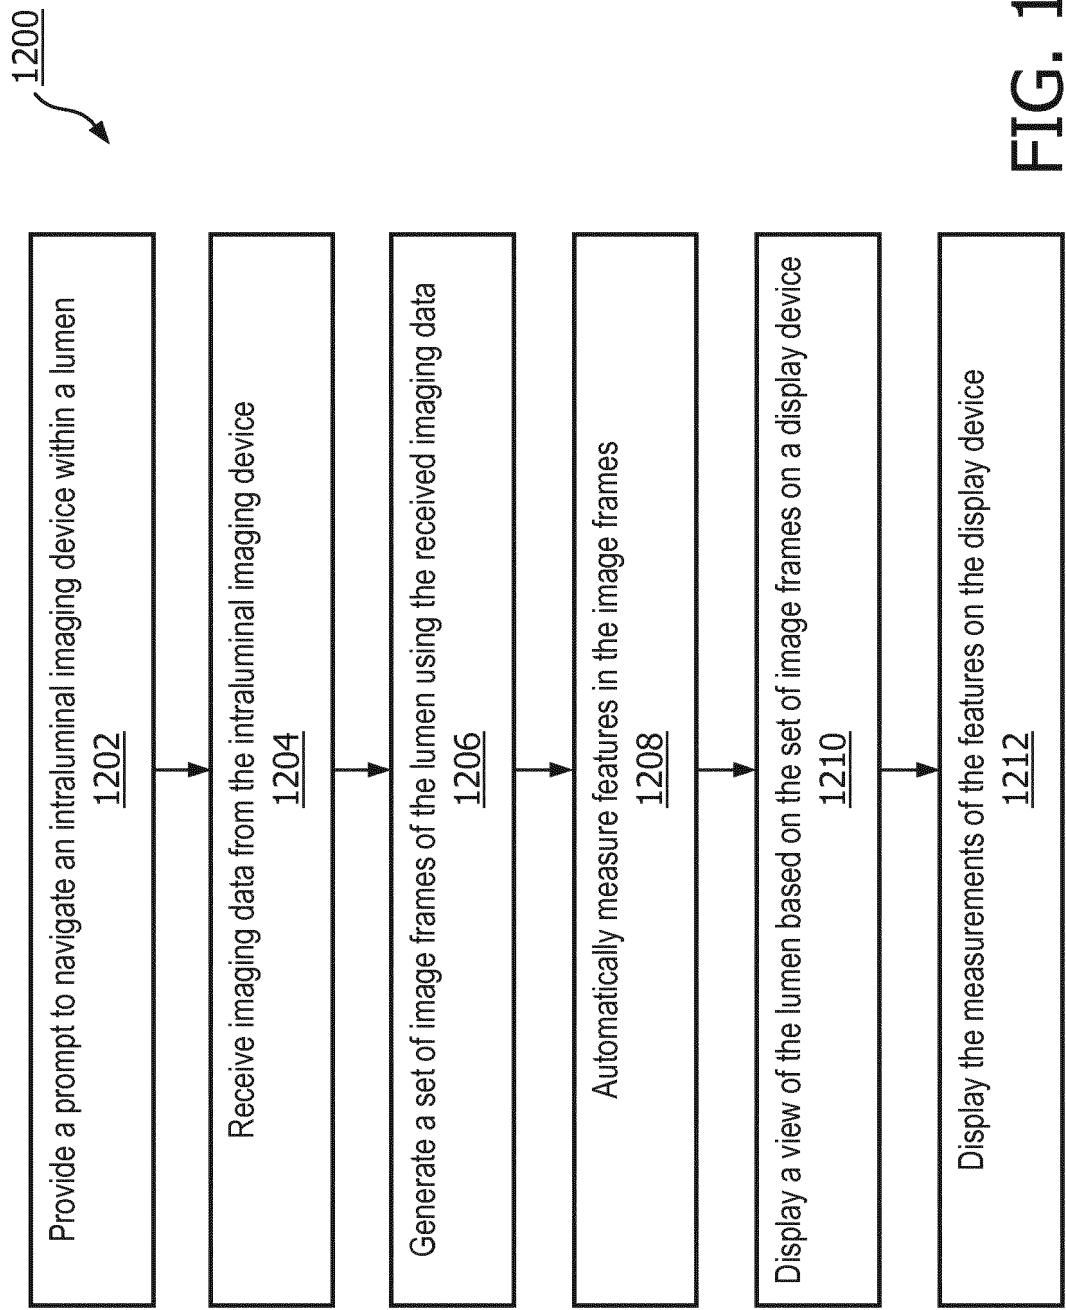 1200
Provide a prompt to navigate an intraluminal imaging device within a lumen
1202
Receive imaging data from the intraluminal imaging device
1204
Generate a set of image frames of the lumen using the received imaging data
1206
Automatically measure features in the image frames
1208
Display a view of the lumen based on the set of image frames on a display device
1210
Display the measurements of the features on the display device
1212
FIG. 1